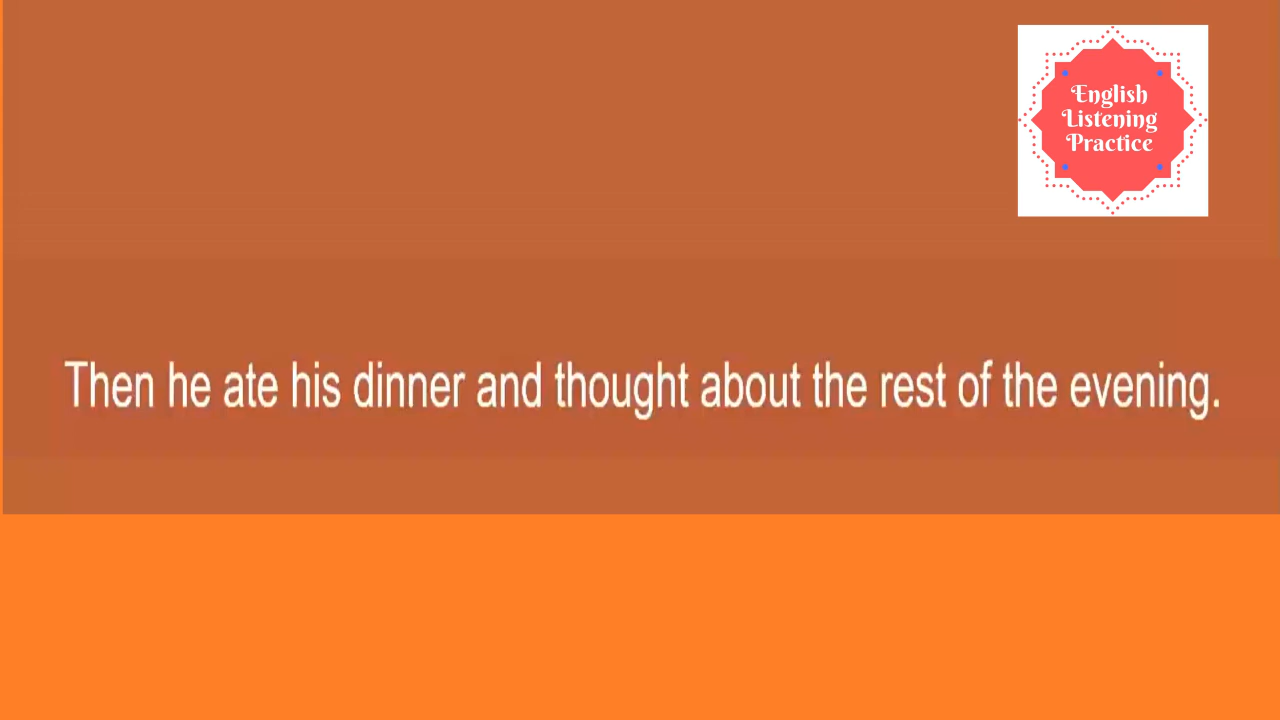 English
Listening
Practice
Then he ate his dinner and thought about the rest of the evening.